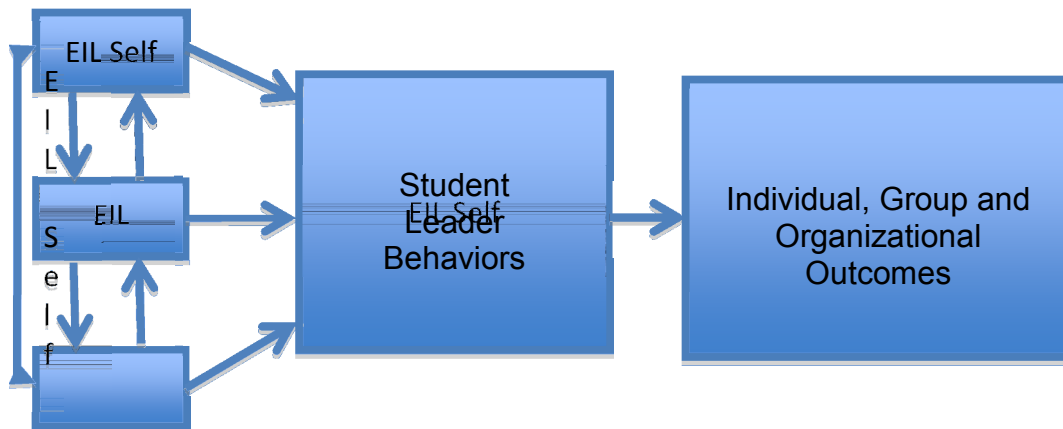 EIL Self
E
I
L
S
e
l
f
EIL
Student
EIL Self
Leader
Behaviors
Individual, Group and
Organizational
Outcomes